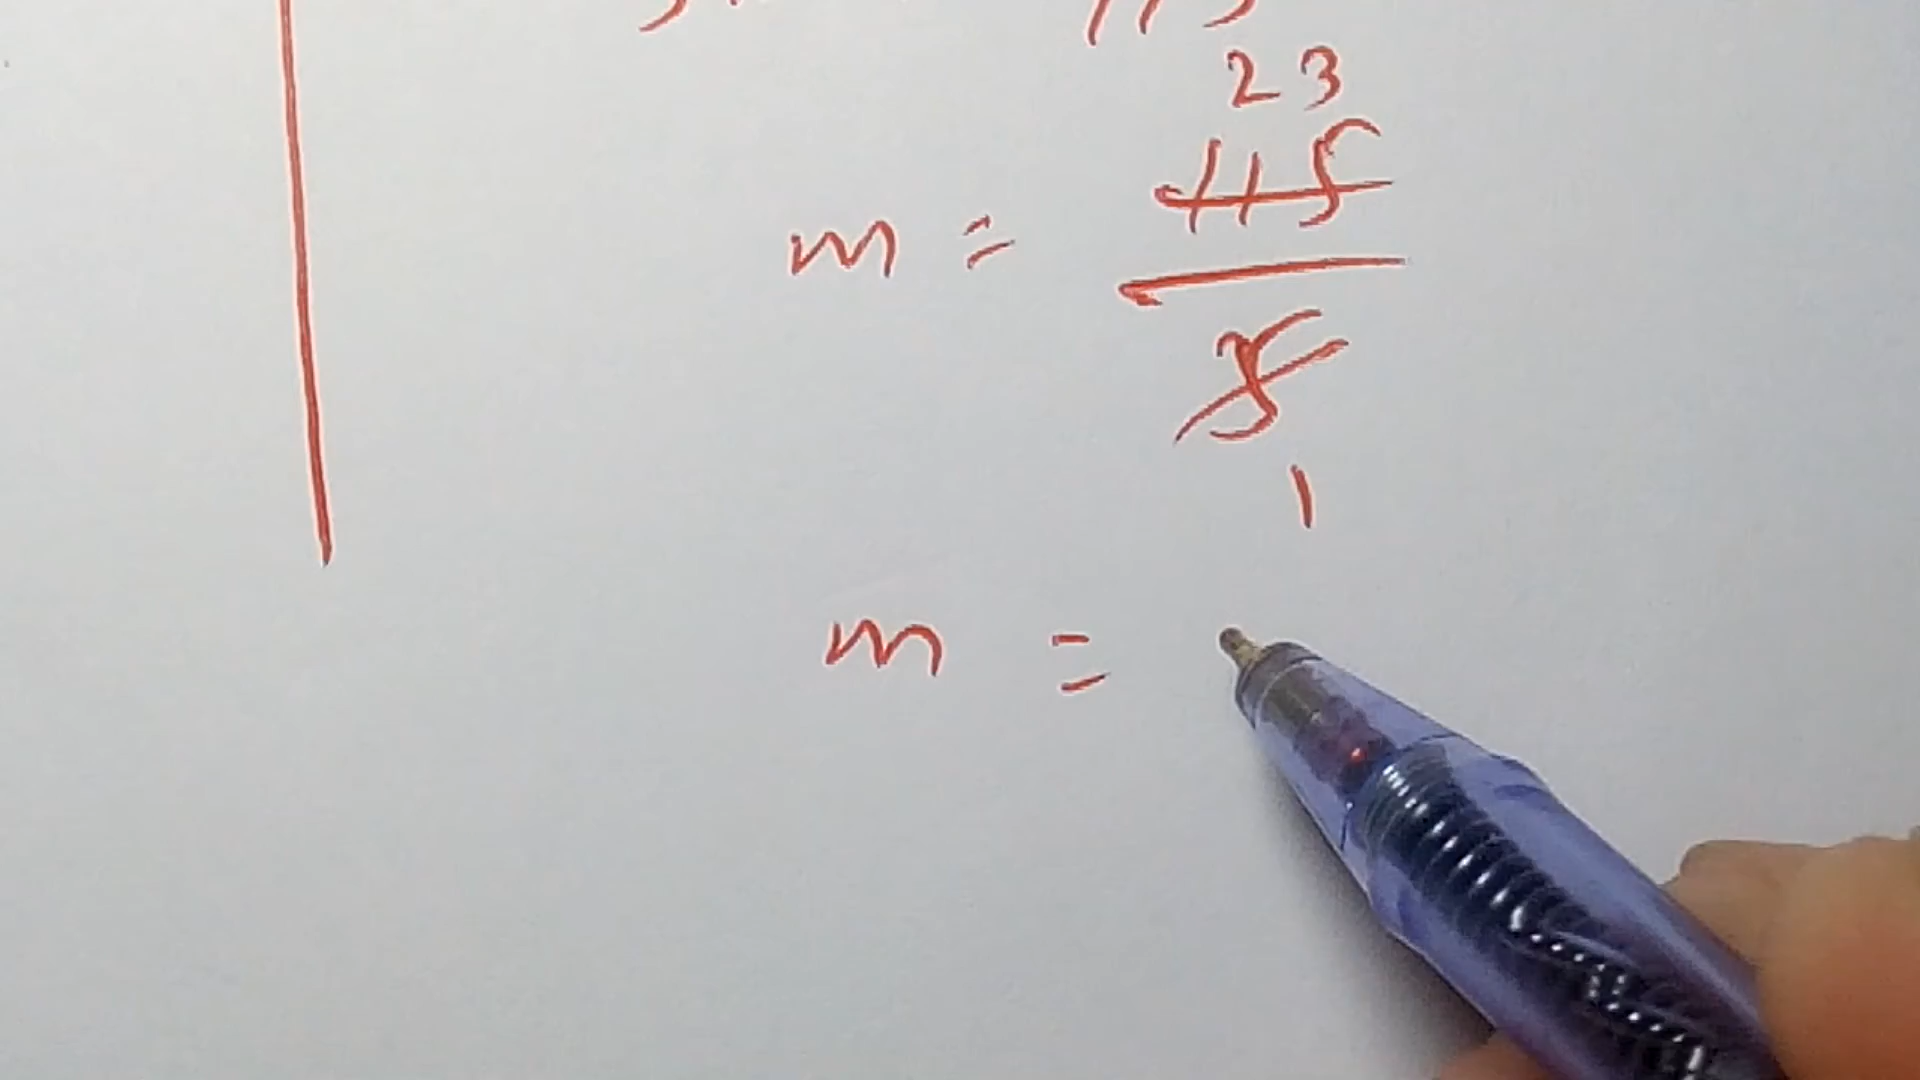 23
m = 115
5
1
m =